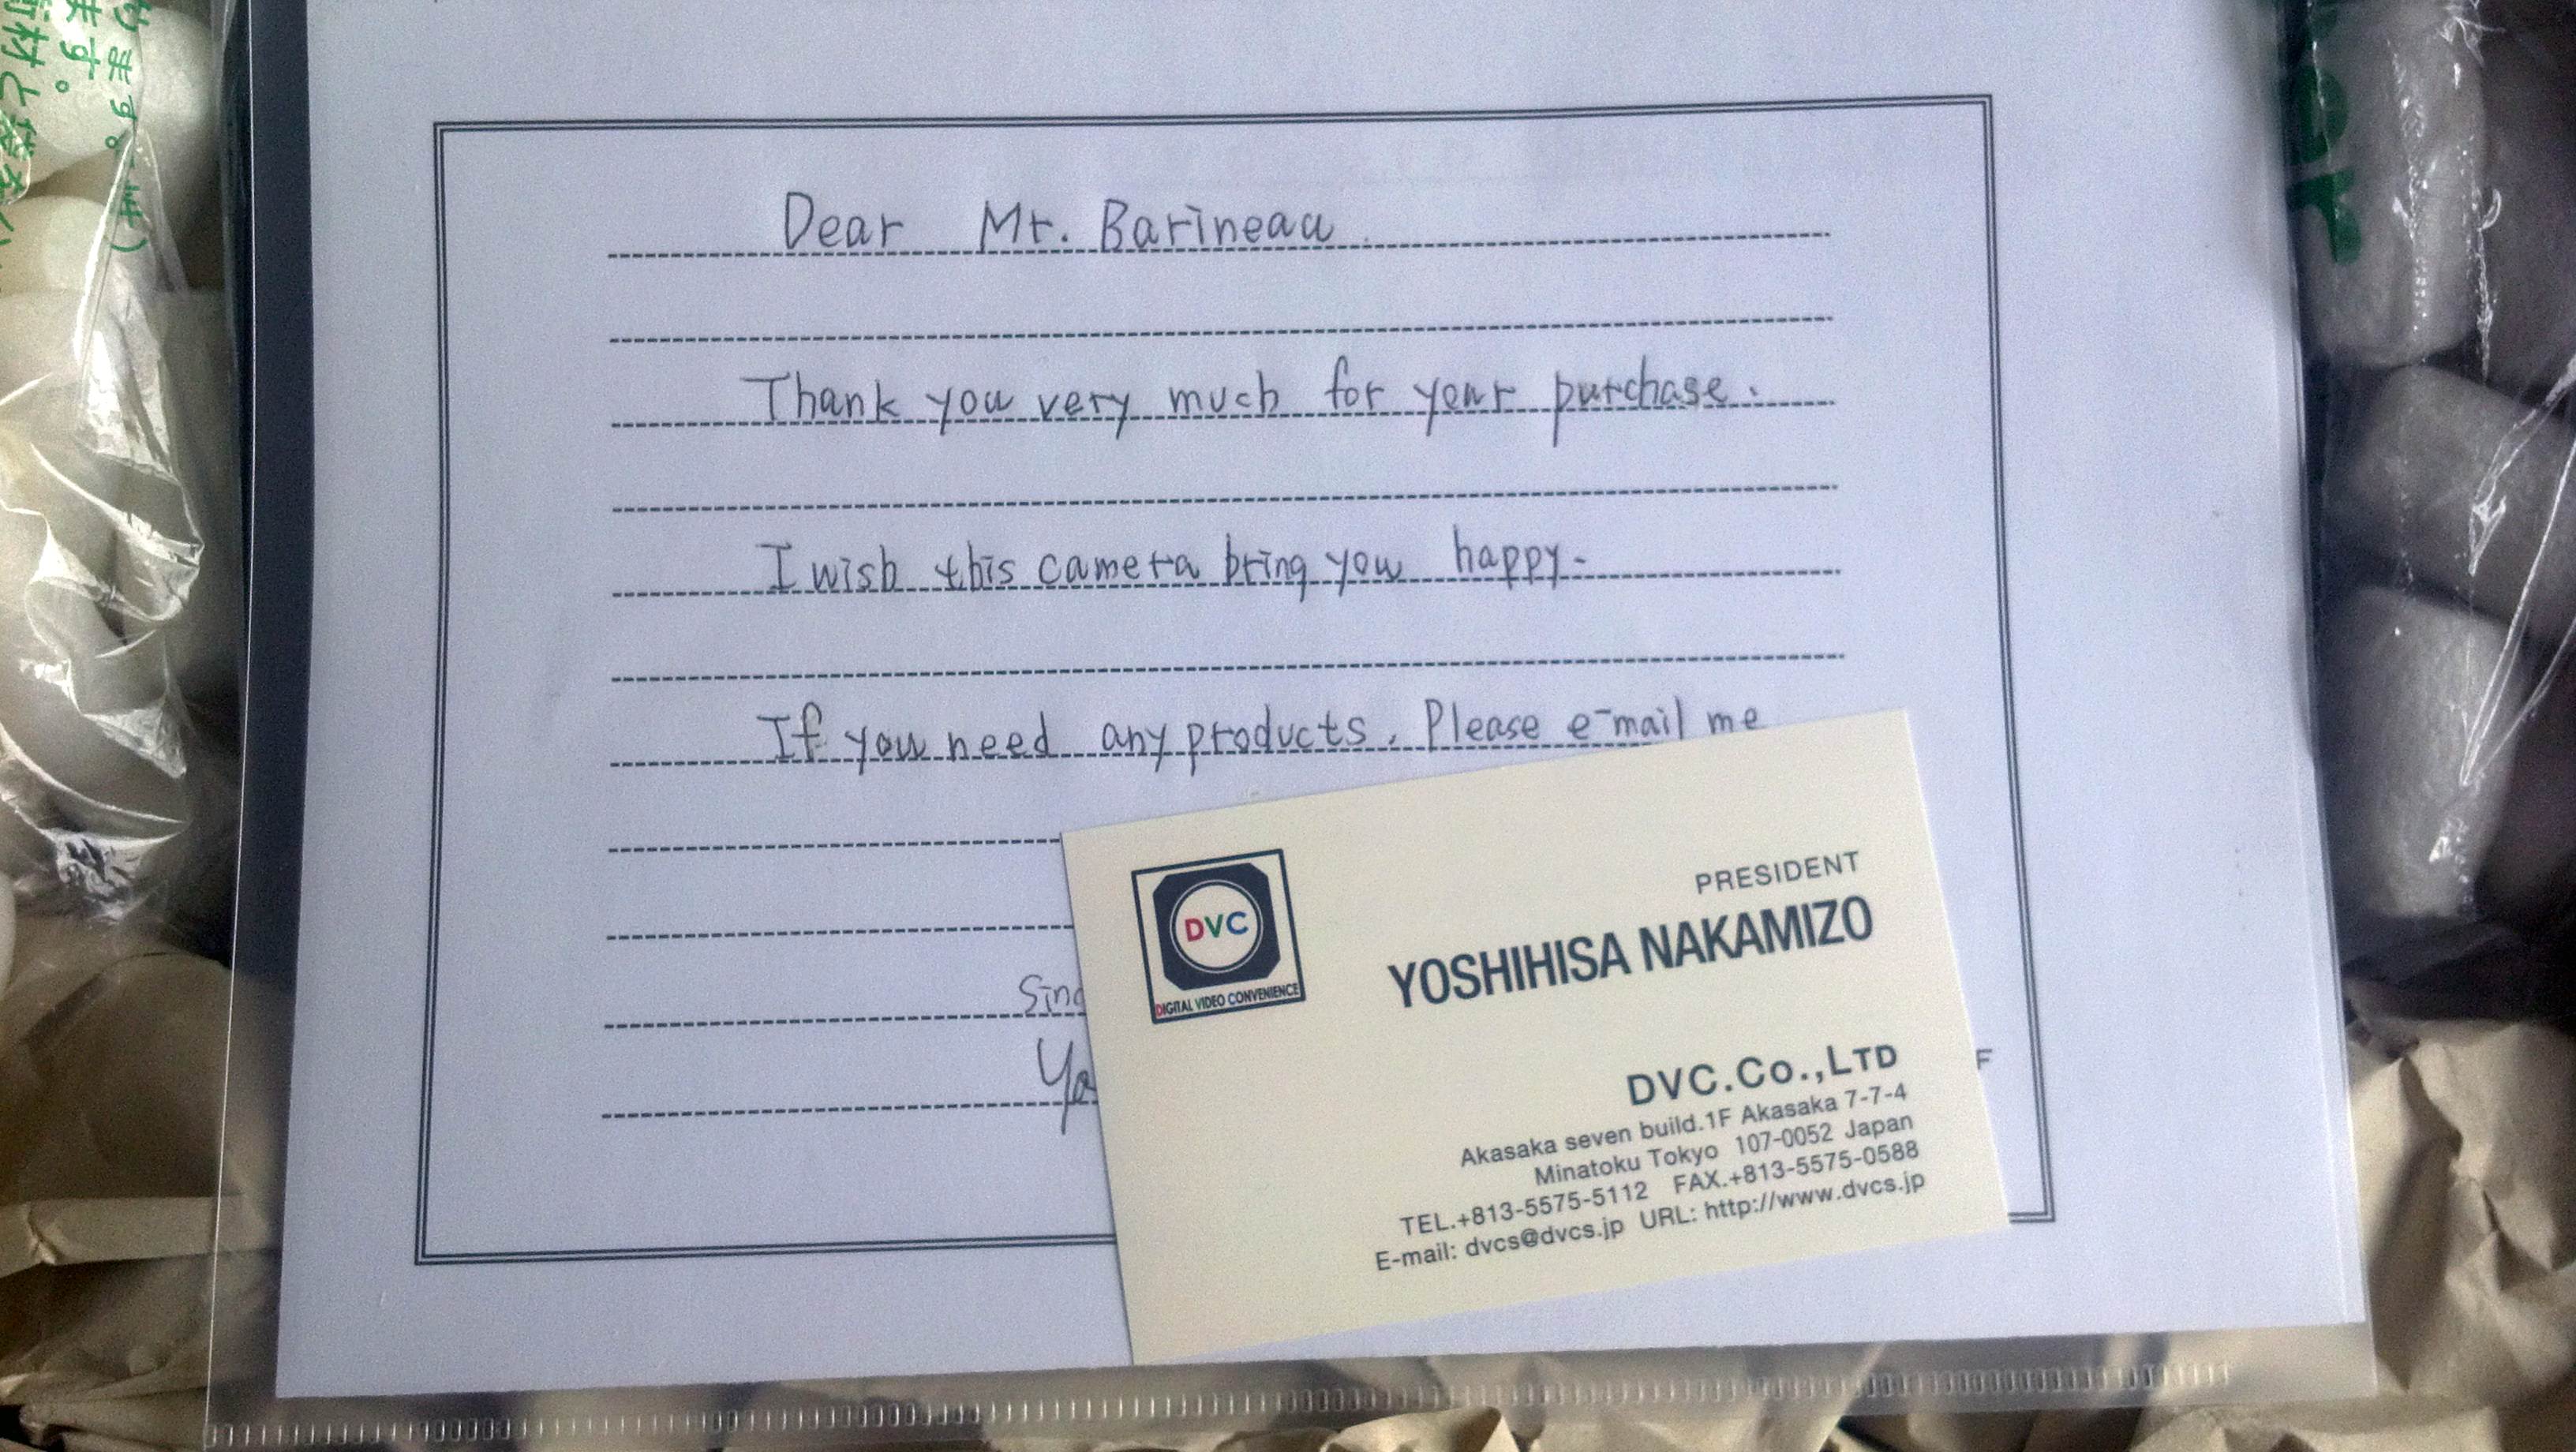 Dear Mr. Barineau
Thank you very much for your purchase.
I wish this camera bring you happy.
If you need any products. Please e-mail me
DVC
DIGITAL VIDEO CONVENIENCE
PRESIDENT
YOSHIHISA NAKAMIZO
DVC.Co.,LTD
Akasaka seven build.1F Akasaka 7-7-4
Minatoku Tokyo 107-0052 Japan
TEL.+813-5575-5112 FAX.+813-5575-0588
E-mail: dvcs@dvcs.jp URL: http://www.dvcs.jp
ます。